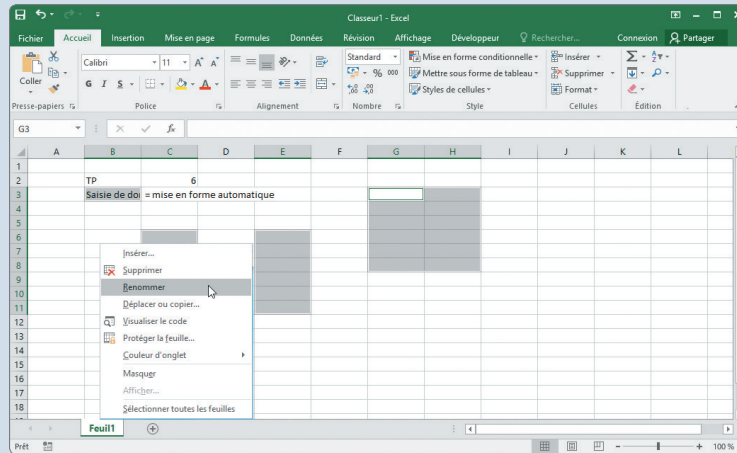 Classeur1 - Excel
Fichier Accueil Insertion Mise en page Formules Données Révision Affichage Développeur Rechercher... Connexion Partager
Coller
Calibri 11 A A
G I S A
Standard
% 000
Mise en forme conditionnelle
Mettre sous forme de tableau
Styles de cellules
Insérer
Supprimer
Format
Presse-papiers Police Alignement Nombre Style Cellules Édition
G3 fx
A B C D E F G H I J K L
1
2 TP 6
3 Saisie de do = mise en forme automatique
4
5
6
7
8
9
10
11
12
13
14
15
16
17
18
Insérer...
Supprimer
Renommer
Déplacer ou copier...
Visualiser le code
Protéger la feuille...
Couleur d'onglet
Masquer
Afficher...
Sélectionner toutes les feuilles
Feuil1
Prêt 100 %